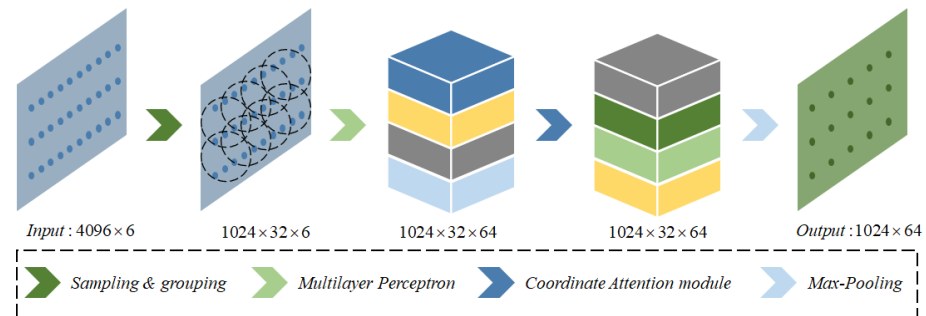 Input : 4096 × 6
1024 × 32 × 6
1024 × 32 × 64
1024 × 32 × 64
Output : 1024 × 64
Sampling & grouping
Multilayer Perceptron
Coordinate Attention module
Max-Pooling